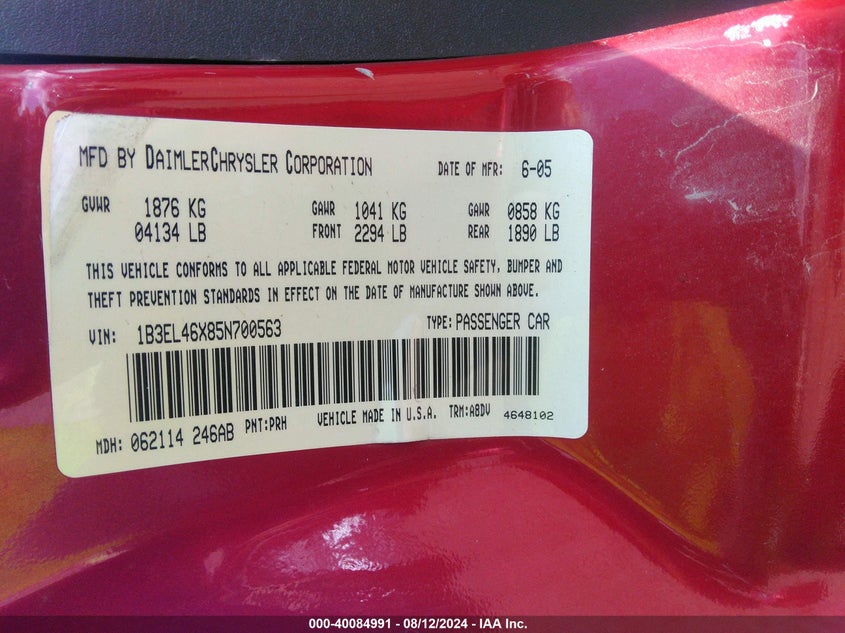 MFD BY DAIMLERCHRYSLER CORPORATION DATE OF MFR: 6-05
GVWR 1876 KG GAWR 1041 KG GAWR 0858 KG
04134 LB FRONT 2294 LB REAR 1890 LB
THIS VEHICLE CONFORMS TO ALL APPLICABLE FEDERAL MOTOR VEHICLE SAFETY, BUMPER AND
THEFT PREVENTION STANDARDS IN EFFECT ON THE DATE OF MANUFACTURE SHOWN ABOVE.
VIN: 1B3EL46X85N700563 TYPE: PASSENGER CAR
MDH: 062114 246AB PNT:PRH VEHICLE MADE IN U.S.A. TRM:A8DV 4648102
000-40084991 - 08/12/2024 - IAA Inc.